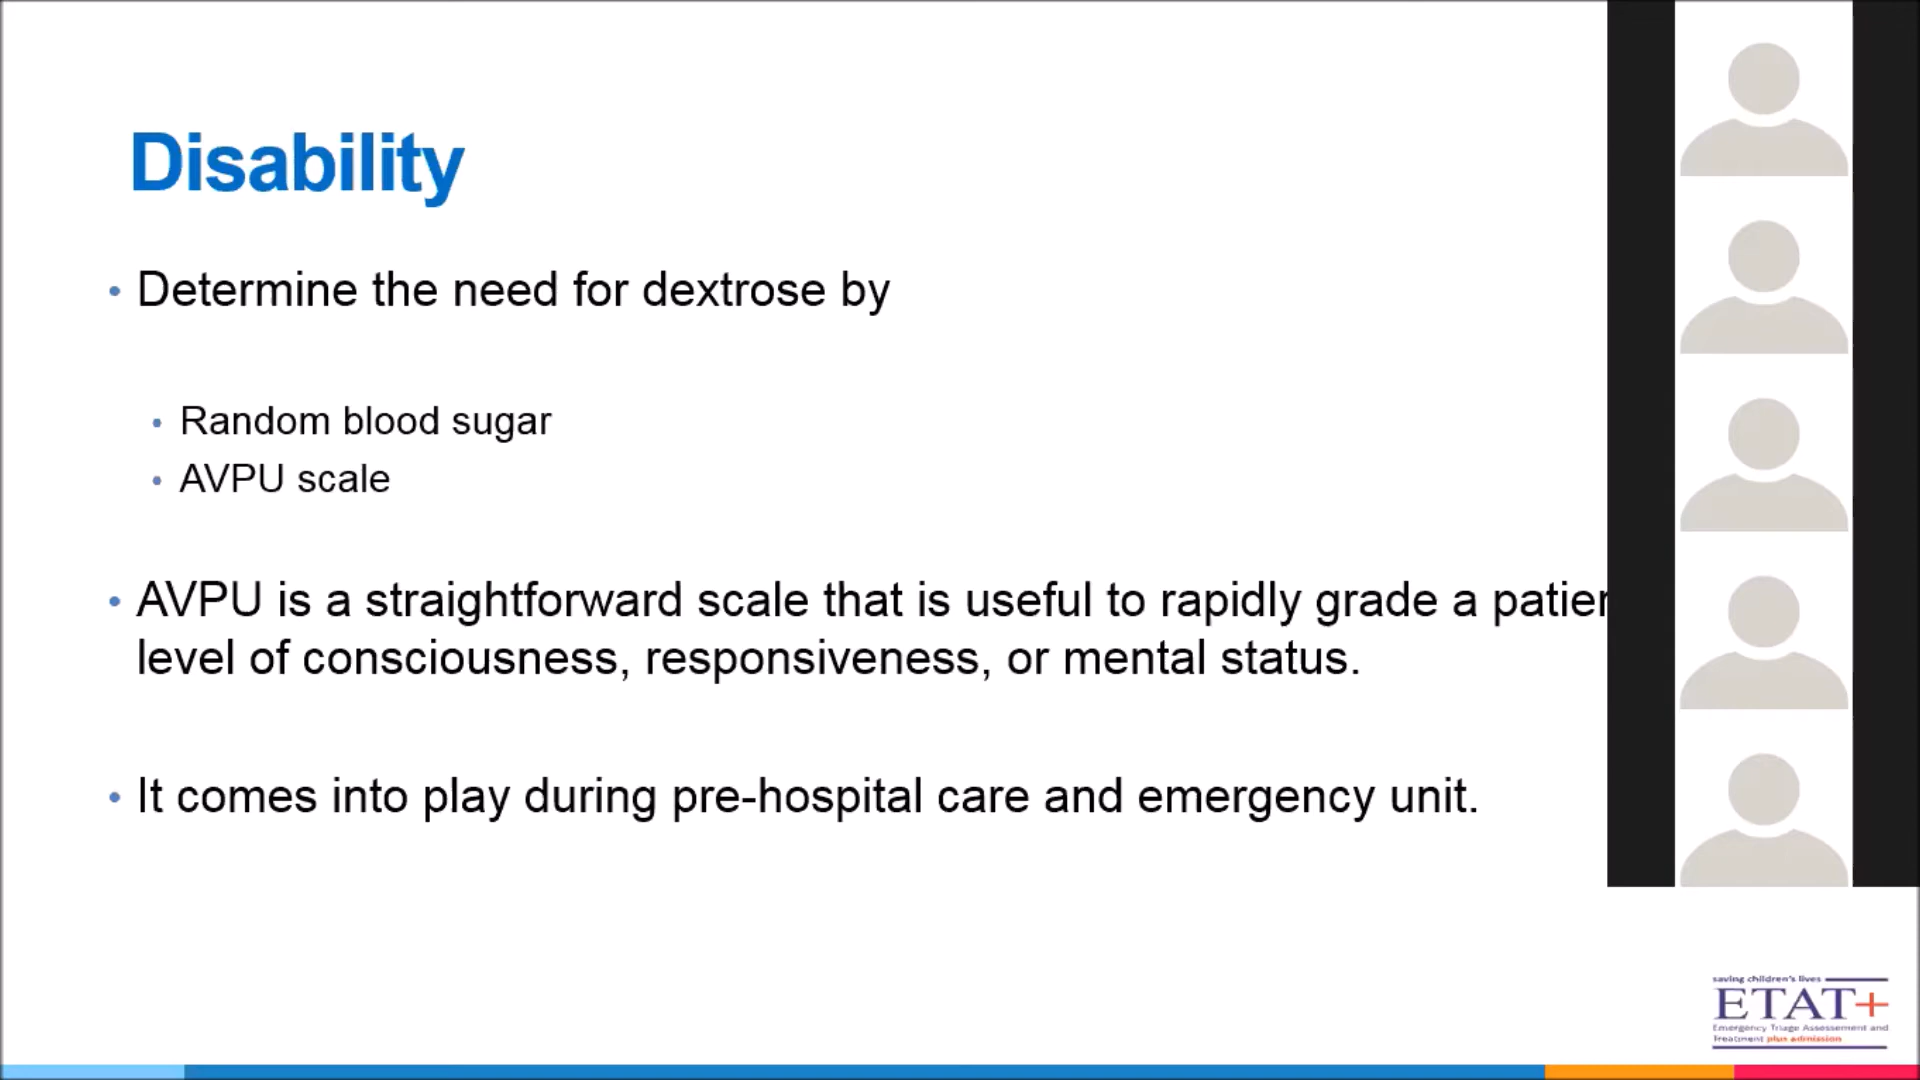 Disability
• Determine the need for dextrose by
• Random blood sugar
• AVPU scale
• AVPU is a straightforward scale that is useful to rapidly grade a
level of consciousness, responsiveness, or mental status.
• It comes into play during pre-hospital care and emergency unit.
saving children's lives
ETAT+
Emergency Triage Assessment and
Treatment plus admission